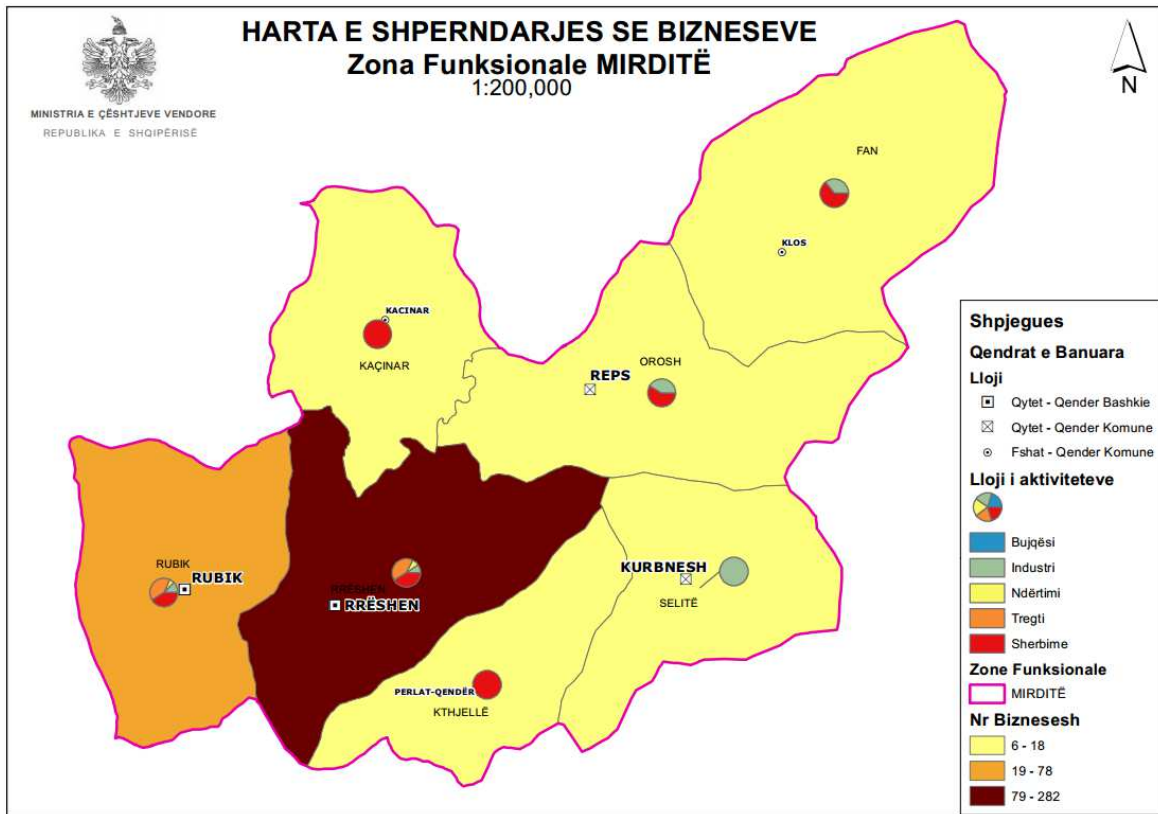 HARTA E SHPERNDARJES SE BIZNESEVE
Zona Funksionale MIRDITË
1:200,000
MINISTRIA E ÇËSHTJEVE VENDORE
REPUBLIKA E SHQIPËRISË
N
FAN
KLOS
KACINAR
KAÇINAR
OROSH
REPS
RUBIK
RUBIK
RRËSHEN
RRËSHEN
KURBNESH
SELITË
PERLAT-QENDËR
KTHJELLË
Shpjegues
Qendrat e Banuara
Lloji
Qytet - Qender Bashkie
Qytet - Qender Komune
Fshat - Qender Komune
Lloji i aktiviteteve
Bujqësi
Industri
Ndërtimi
Tregti
Sherbime
Zone Funksionale
MIRDITË
Nr Biznesesh
6 - 18
19 - 78
79 - 282